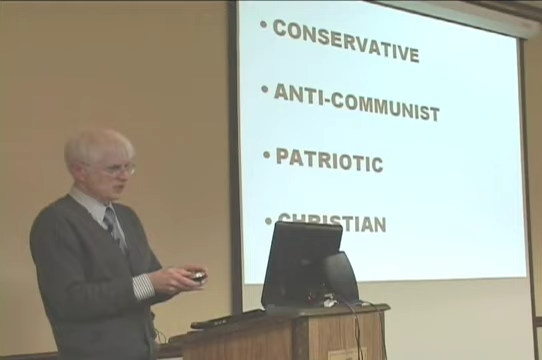 • CONSERVATIVE
• ANTI-COMMUNIST
• PATRIOTIC
• CHRISTIAN